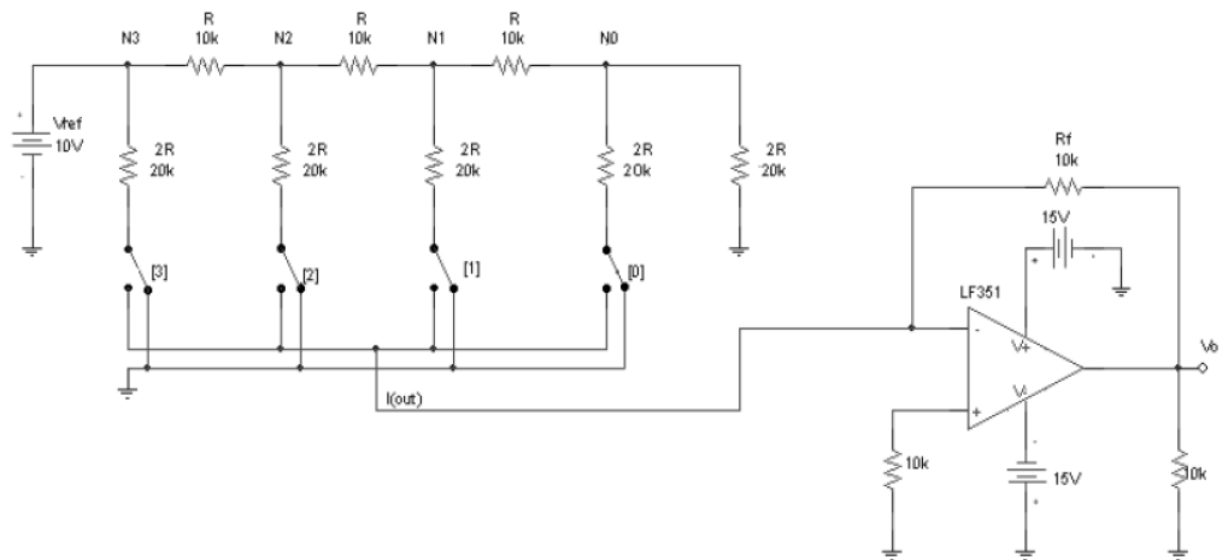 R
10k
R
10k
R
10k
N3
N2
N1
N0
+
Vref
10V
-
2R
20k
2R
20k
2R
20k
2R
20k
2R
20k
[3]
[2]
[1]
[0]
I(out)
Rf
10k
15V
+
-
LF351
-
V+
V-
+
Vo
10k
-
15V
+
10k